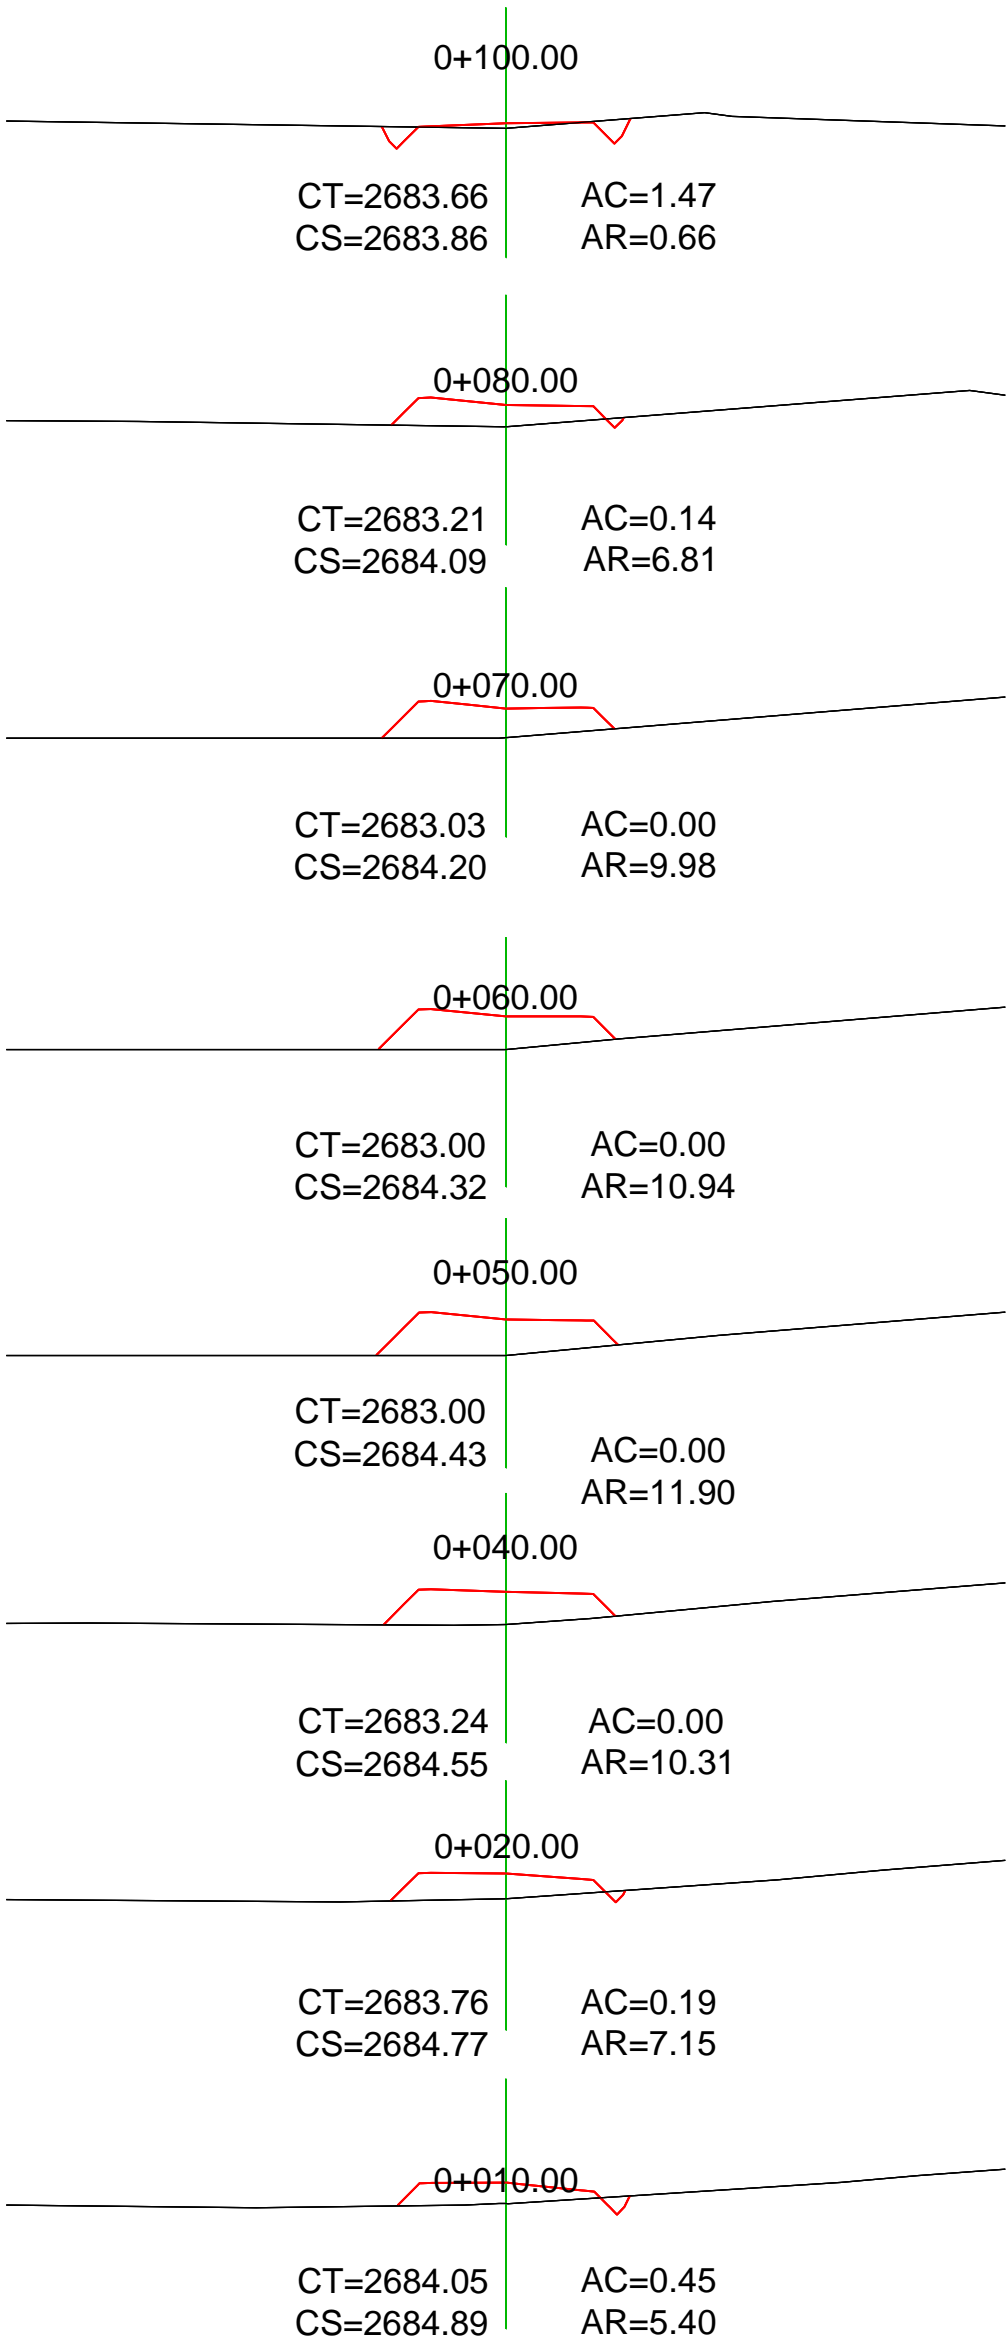 0+100.00
CT=2683.66 AC=1.47
CS=2683.86 AR=0.66
0+080.00
CT=2683.21 AC=0.14
CS=2684.09 AR=6.81
0+070.00
CT=2683.03 AC=0.00
CS=2684.20 AR=9.98
0+060.00
CT=2683.00 AC=0.00
CS=2684.32 AR=10.94
0+050.00
CT=2683.00
CS=2684.43 AC=0.00
AR=11.90
0+040.00
CT=2683.24 AC=0.00
CS=2684.55 AR=10.31
0+020.00
CT=2683.76 AC=0.19
CS=2684.77 AR=7.15
0+010.00
CT=2684.05 AC=0.45
CS=2684.89 AR=5.40